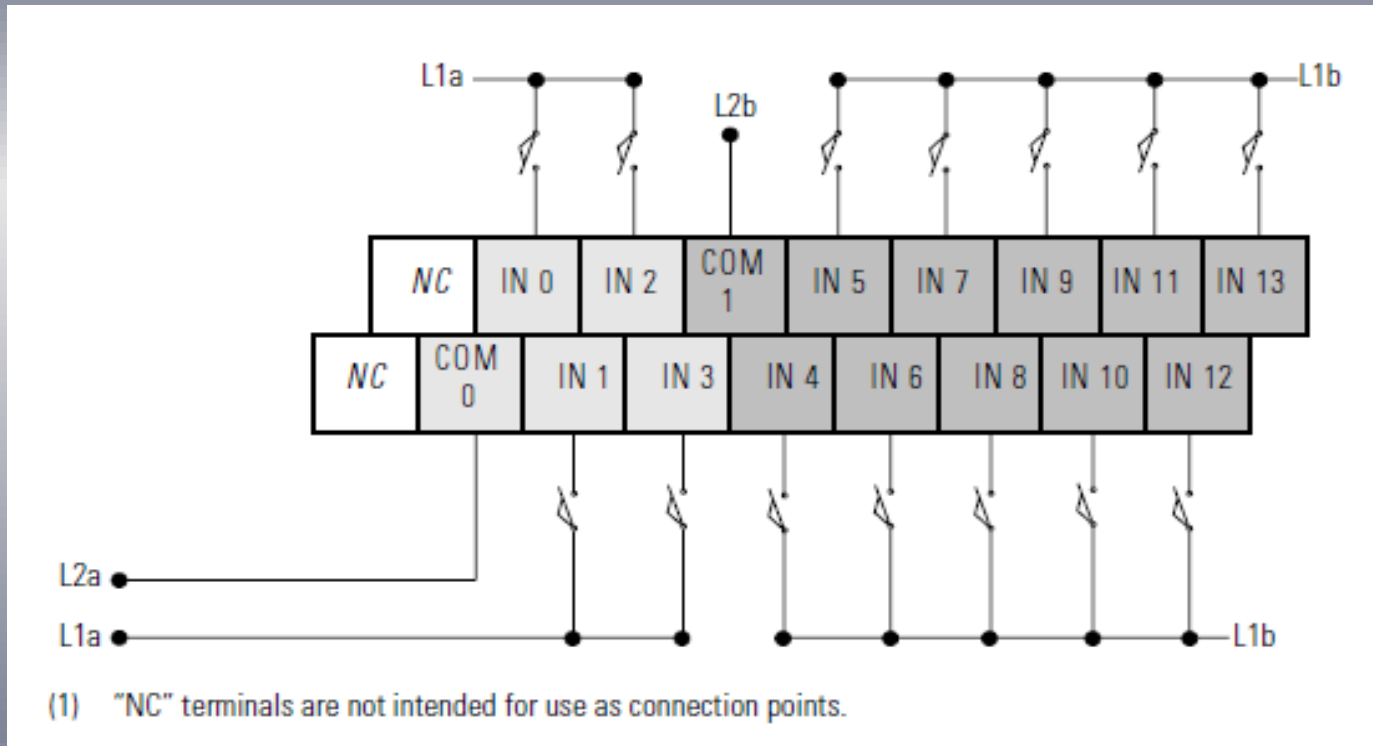 L1a L1b
L2b
NC IN 0 IN 2 COM 1 IN 5 IN 7 IN 9 IN 11 IN 13
NC COM 0 IN 1 IN 3 IN 4 IN 6 IN 8 IN 10 IN 12
L2a
L1a L1b
(1) "NC" terminals are not intended for use as connection points.